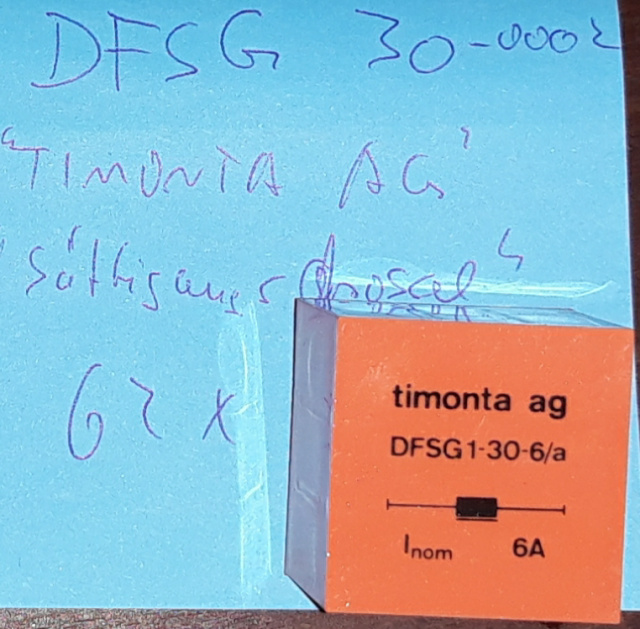 DFSG 30-0002
"TIMONTA AG"
"Sättigungsdrossel"
62 x
timonta ag
DFSG1-30-6/a
Inom 6A